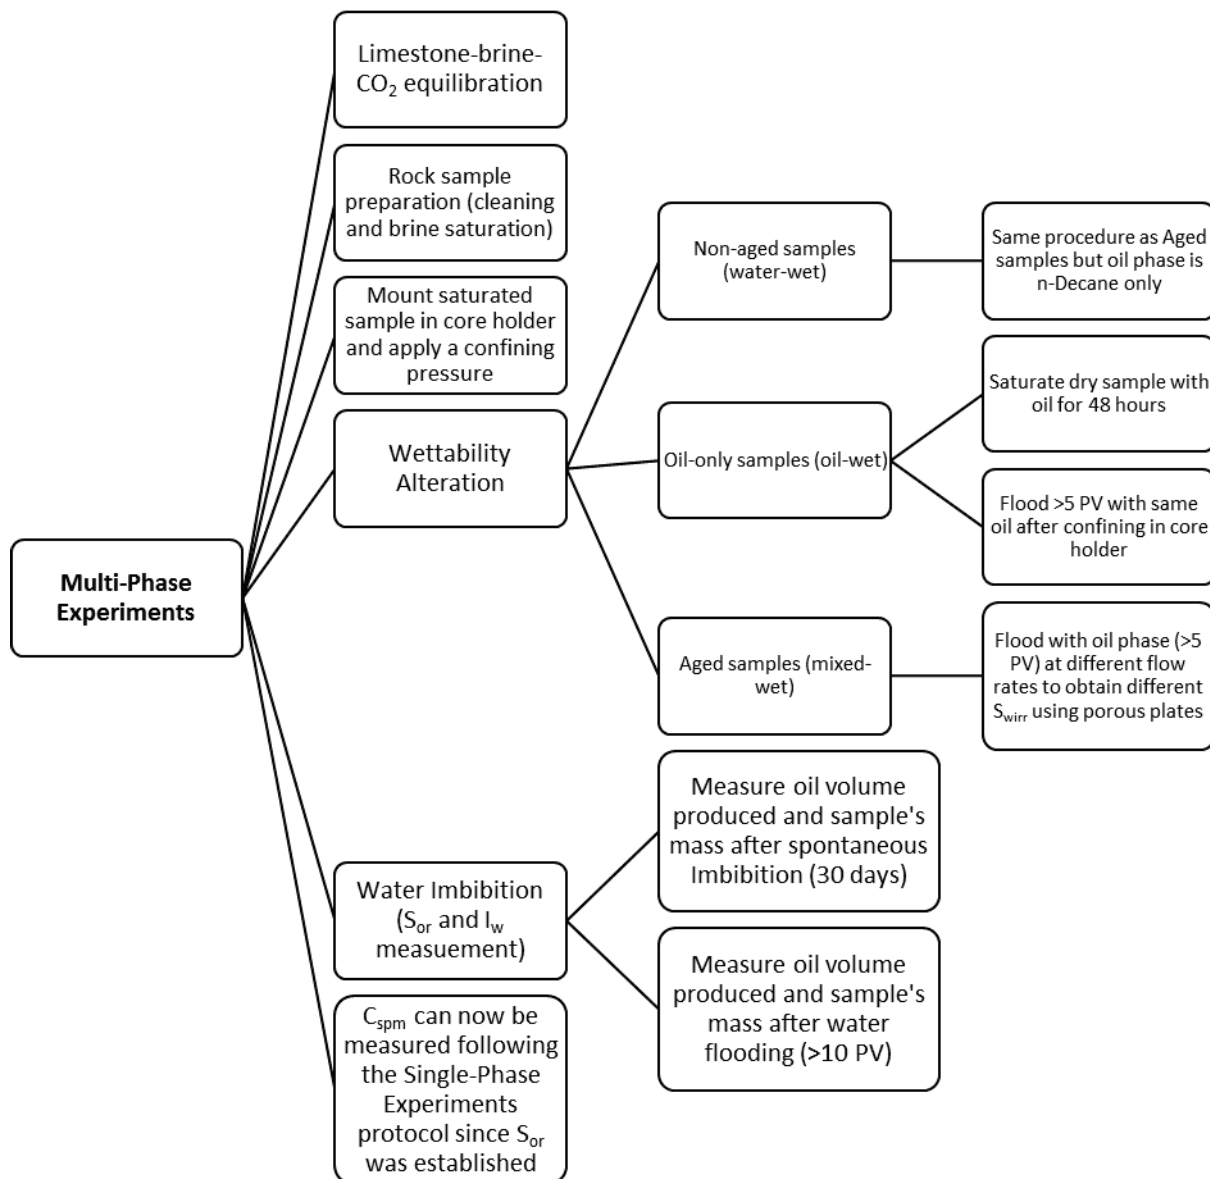 Limestone-brine-
CO₂ equilibration
Rock sample
preparation (cleaning
and brine saturation)
Mount saturated
sample in core holder
and apply a confining
pressure
Wettability
Alteration
Non-aged samples
(water-wet)
Same procedure as Aged
samples but oil phase is
n-Decane only
Oil-only samples (oil-wet)
Saturate dry sample with
oil for 48 hours
Flood >5 PV with same
oil after confining in core
holder
Aged samples (mixed-
wet)
Flood with oil phase (>5
PV) at different flow
rates to obtain different
Swirr using porous plates
Multi-Phase
Experiments
Water Imbibition
(Sor and Iw
measuement)
Measure oil volume
produced and sample's
mass after spontaneous
Imbibition (30 days)
Measure oil volume
produced and sample's
mass after water
flooding (>10 PV)
Cspm can now be
measured following
the Single-Phase
Experiments
protocol since Sor
was established